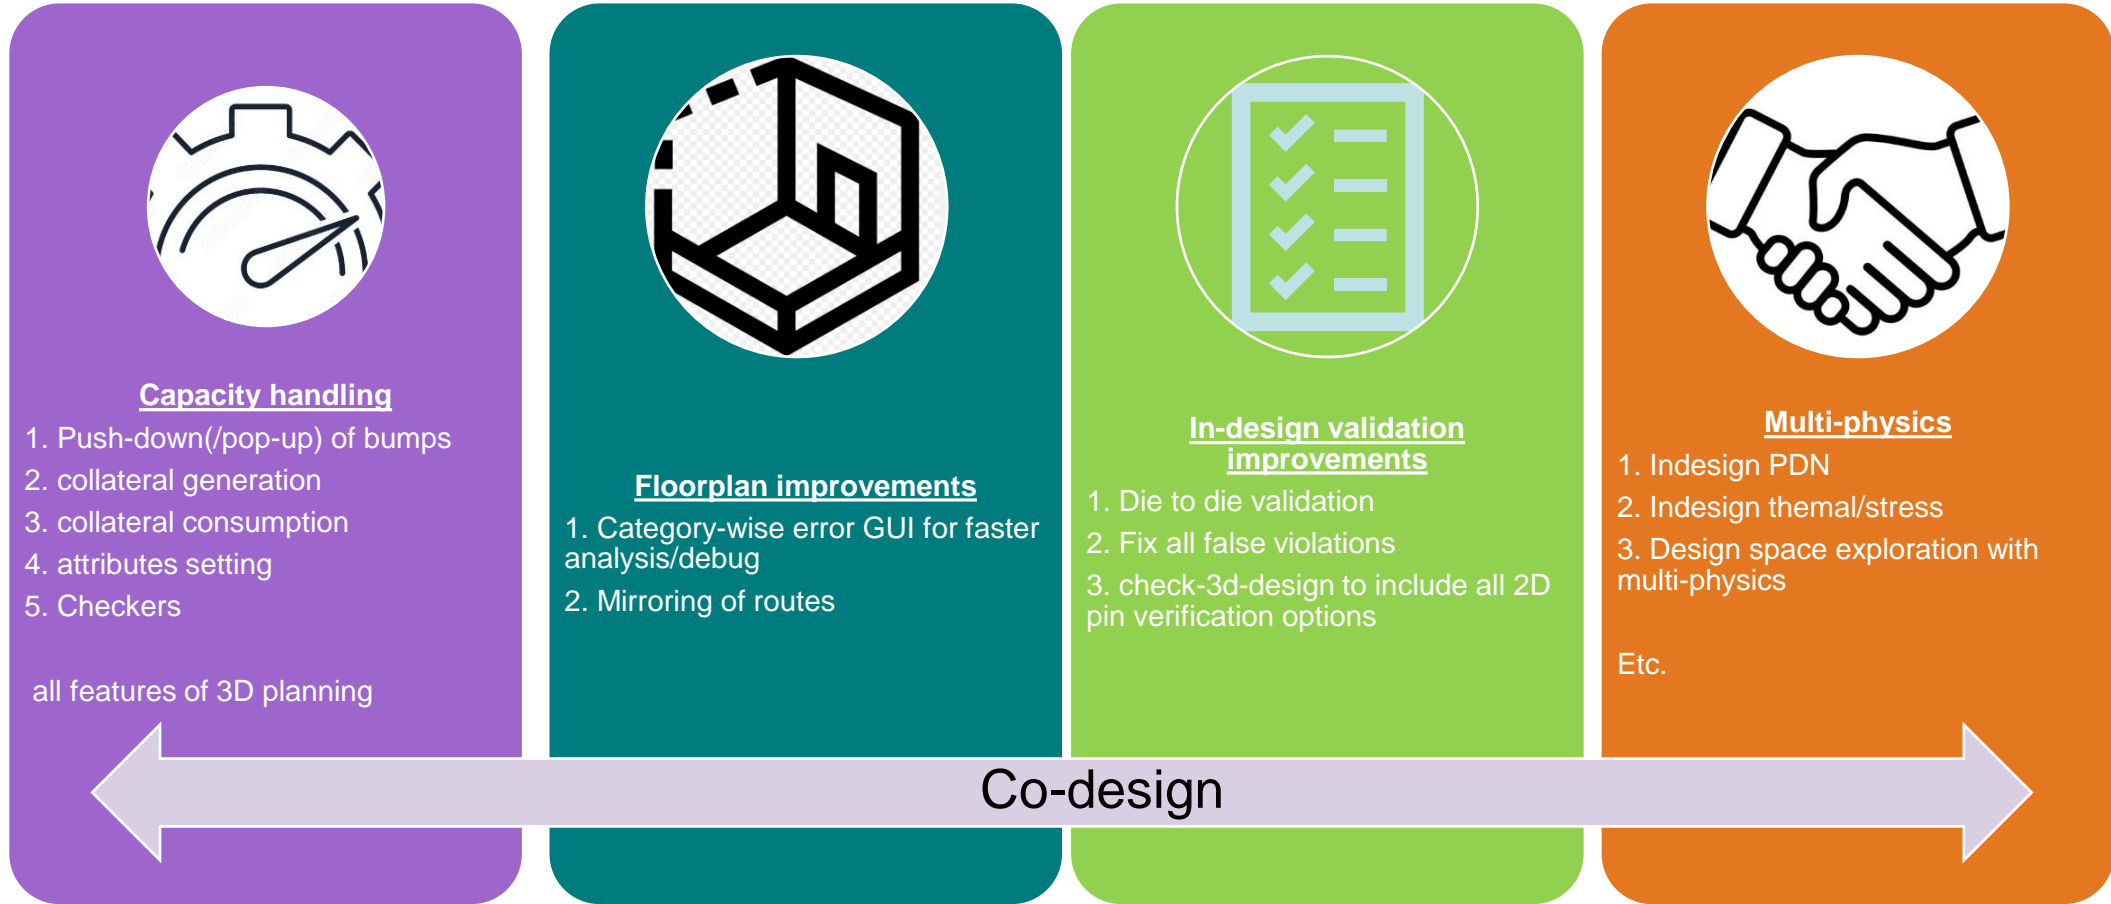 Capacity handling
1. Push-down(/pop-up) of bumps
2. collateral generation
3. collateral consumption
4. attributes setting
5. Checkers
all features of 3D planning
Floorplan improvements
1. Category-wise error GUI for faster
analysis/debug
2. Mirroring of routes
In-design validation
improvements
1. Die to die validation
2. Fix all false violations
3. check-3d-design to include all 2D
pin verification options
Multi-physics
1. Indesign PDN
2. Indesign themal/stress
3. Design space exploration with
multi-physics
Etc.
Co-design